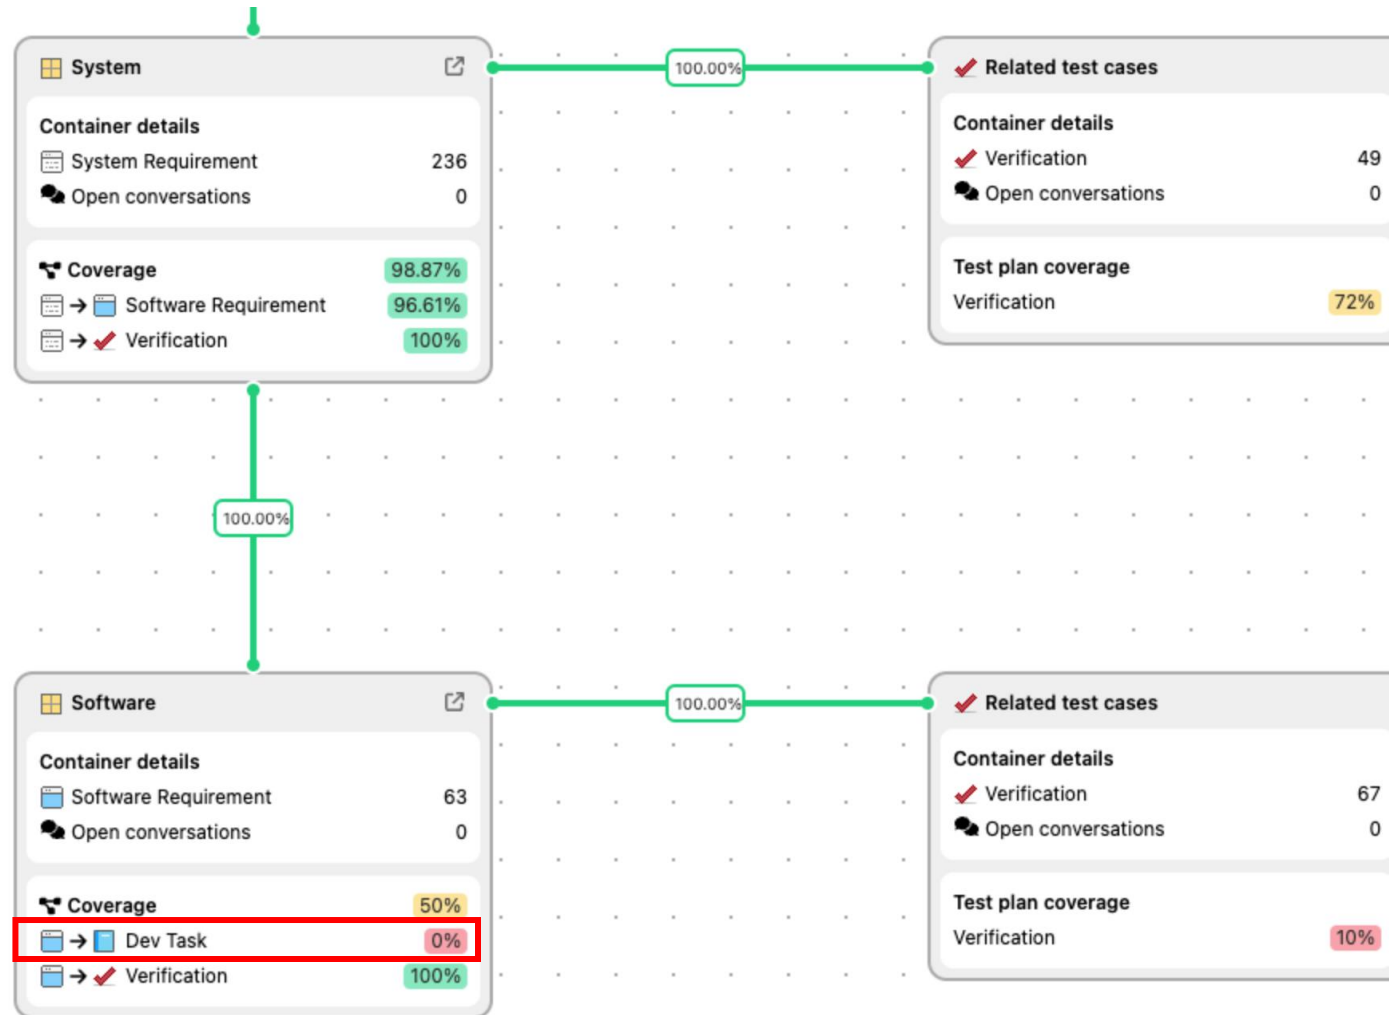 System
100.00%
Related test cases
Container details
System Requirement 236
Open conversations 0
Container details
Verification 49
Open conversations 0
Coverage 98.87%
Software Requirement 96.61%
Verification 100%
Test plan coverage
Verification 72%
100.00%
Software
100.00%
Related test cases
Container details
Software Requirement 63
Open conversations 0
Container details
Verification 67
Open conversations 0
Coverage 50%
Dev Task 0%
Verification 100%
Test plan coverage
Verification 10%